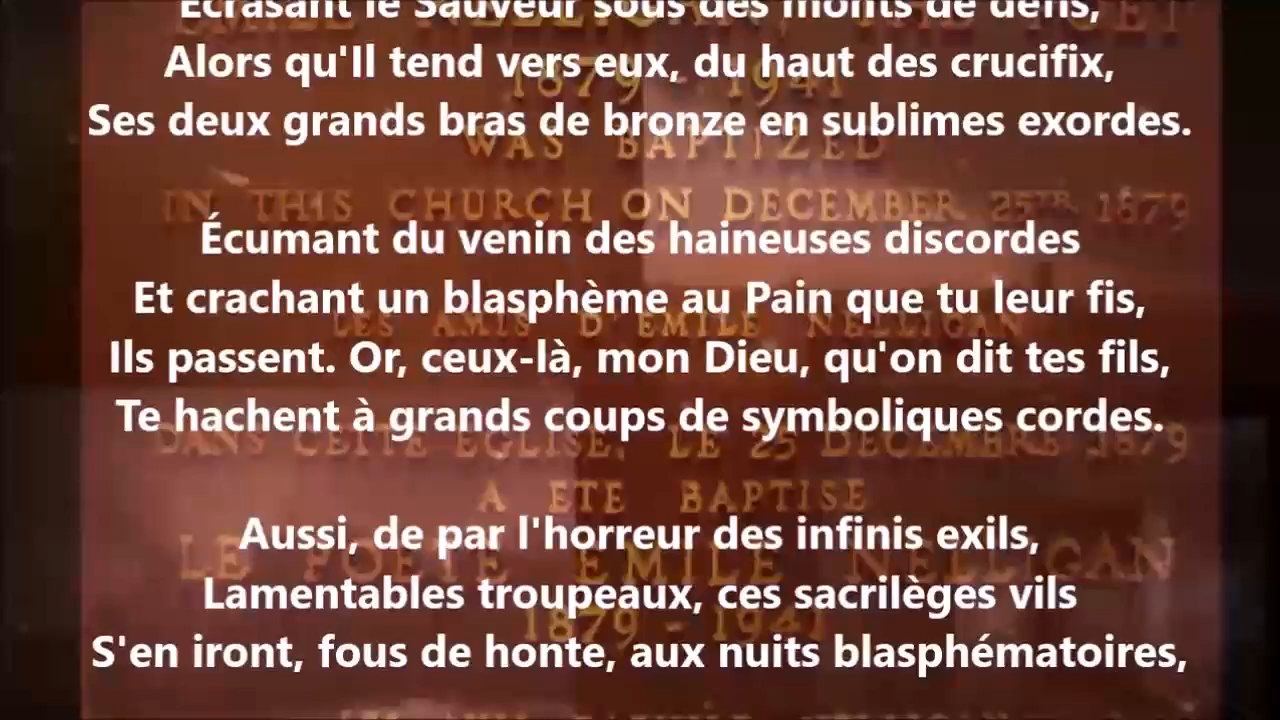 Écrasant le Sauveur sous des monts de défis,
Alors qu'Il tend vers eux, du haut des crucifix,
Ses deux grands bras de bronze en sublimes exordes.
Écumant du venin des haineuses discordes
Et crachant un blasphème au Pain que tu leur fis,
Ils passent. Or, ceux-là, mon Dieu, qu'on dit tes fils,
Te hachent à grands coups de symboliques cordes.
Aussi, de par l'horreur des infinis exils,
Lamentables troupeaux, ces sacrilèges vils
S'en iront, fous de honte, aux nuits blasphématoires,
EMILE NELLIGAN, THE POET
1879 - 1941
WAS BAPTIZED
IN THIS CHURCH ON DECEMBER 25TH 1879
LES AMIS D'EMILE NELLIGAN
DANS CETTE EGLISE, LE 25 DECEMBRE 1879
A ETE BAPTISE
LE POETE EMILE NELLIGAN
1879 - 1941